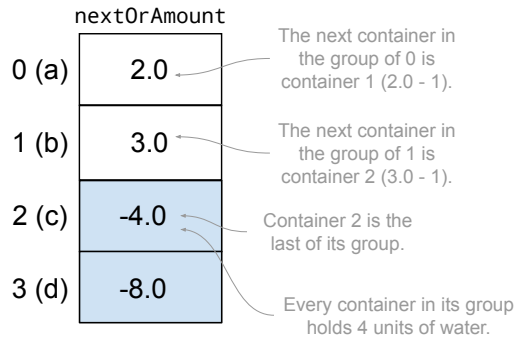 nextOrAmount
0 (a)
2.0
The next container in
the group of 0 is
container 1 (2.0 - 1).
1 (b)
3.0
The next container in
the group of 1 is
container 2 (3.0 - 1).
2 (c)
-4.0
Container 2 is the
last of its group.
3 (d)
-8.0
Every container in its group
holds 4 units of water.